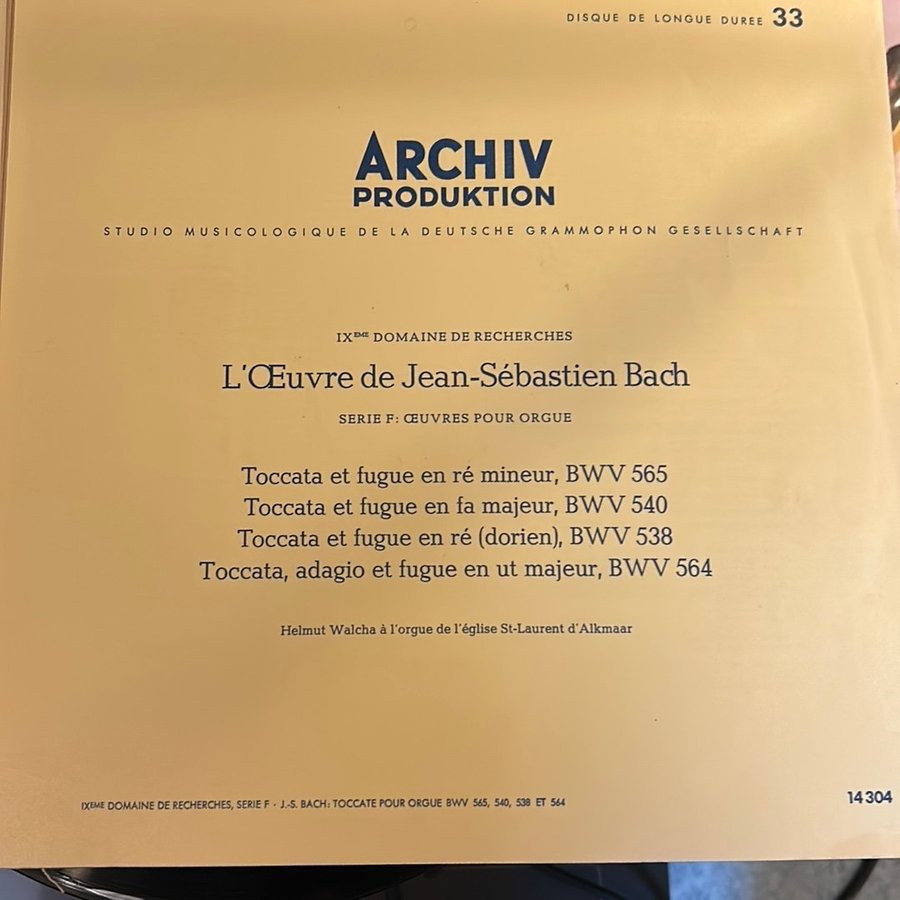 DISQUE DE LONGUE DUREE 33
ARCHIV
PRODUKTION
STUDIO MUSICOLOGIQUE DE LA DEUTSCHE GRAMMOPHON GESELLSCHAFT
IXEME DOMAINE DE RECHERCHES
L'Œuvre de Jean-Sébastien Bach
SERIE F: ŒUVRES POUR ORGUE
Toccata et fugue en ré mineur, BWV 565
Toccata et fugue en fa majeur, BWV 540
Toccata et fugue en ré (dorien), BWV 538
Toccata, adagio et fugue en ut majeur, BWV 564
Helmut Walcha à l'orgue de l'église St-Laurent d'Alkmaar
IXEME DOMAINE DE RECHERCHES, SERIE F · J.-S. BACH: TOCCATE POUR ORGUE BWV 565, 540, 538 ET 564
14 304